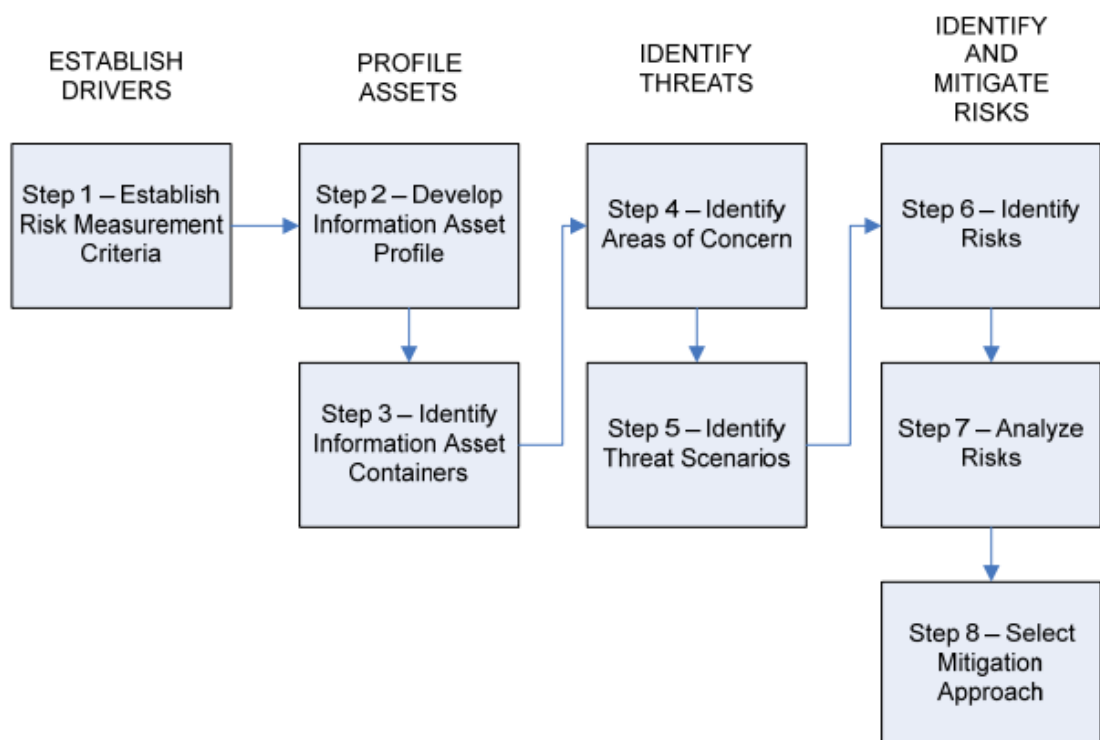 ESTABLISH
DRIVERS
PROFILE
ASSETS
IDENTIFY
THREATS
IDENTIFY
AND
MITIGATE
RISKS
Step 1 – Establish
Risk Measurement
Criteria
Step 2 – Develop
Information Asset
Profile
Step 3 – Identify
Information Asset
Containers
Step 4 – Identify
Areas of Concern
Step 5 – Identify
Threat Scenarios
Step 6 – Identify
Risks
Step 7 – Analyze
Risks
Step 8 – Select
Mitigation
Approach